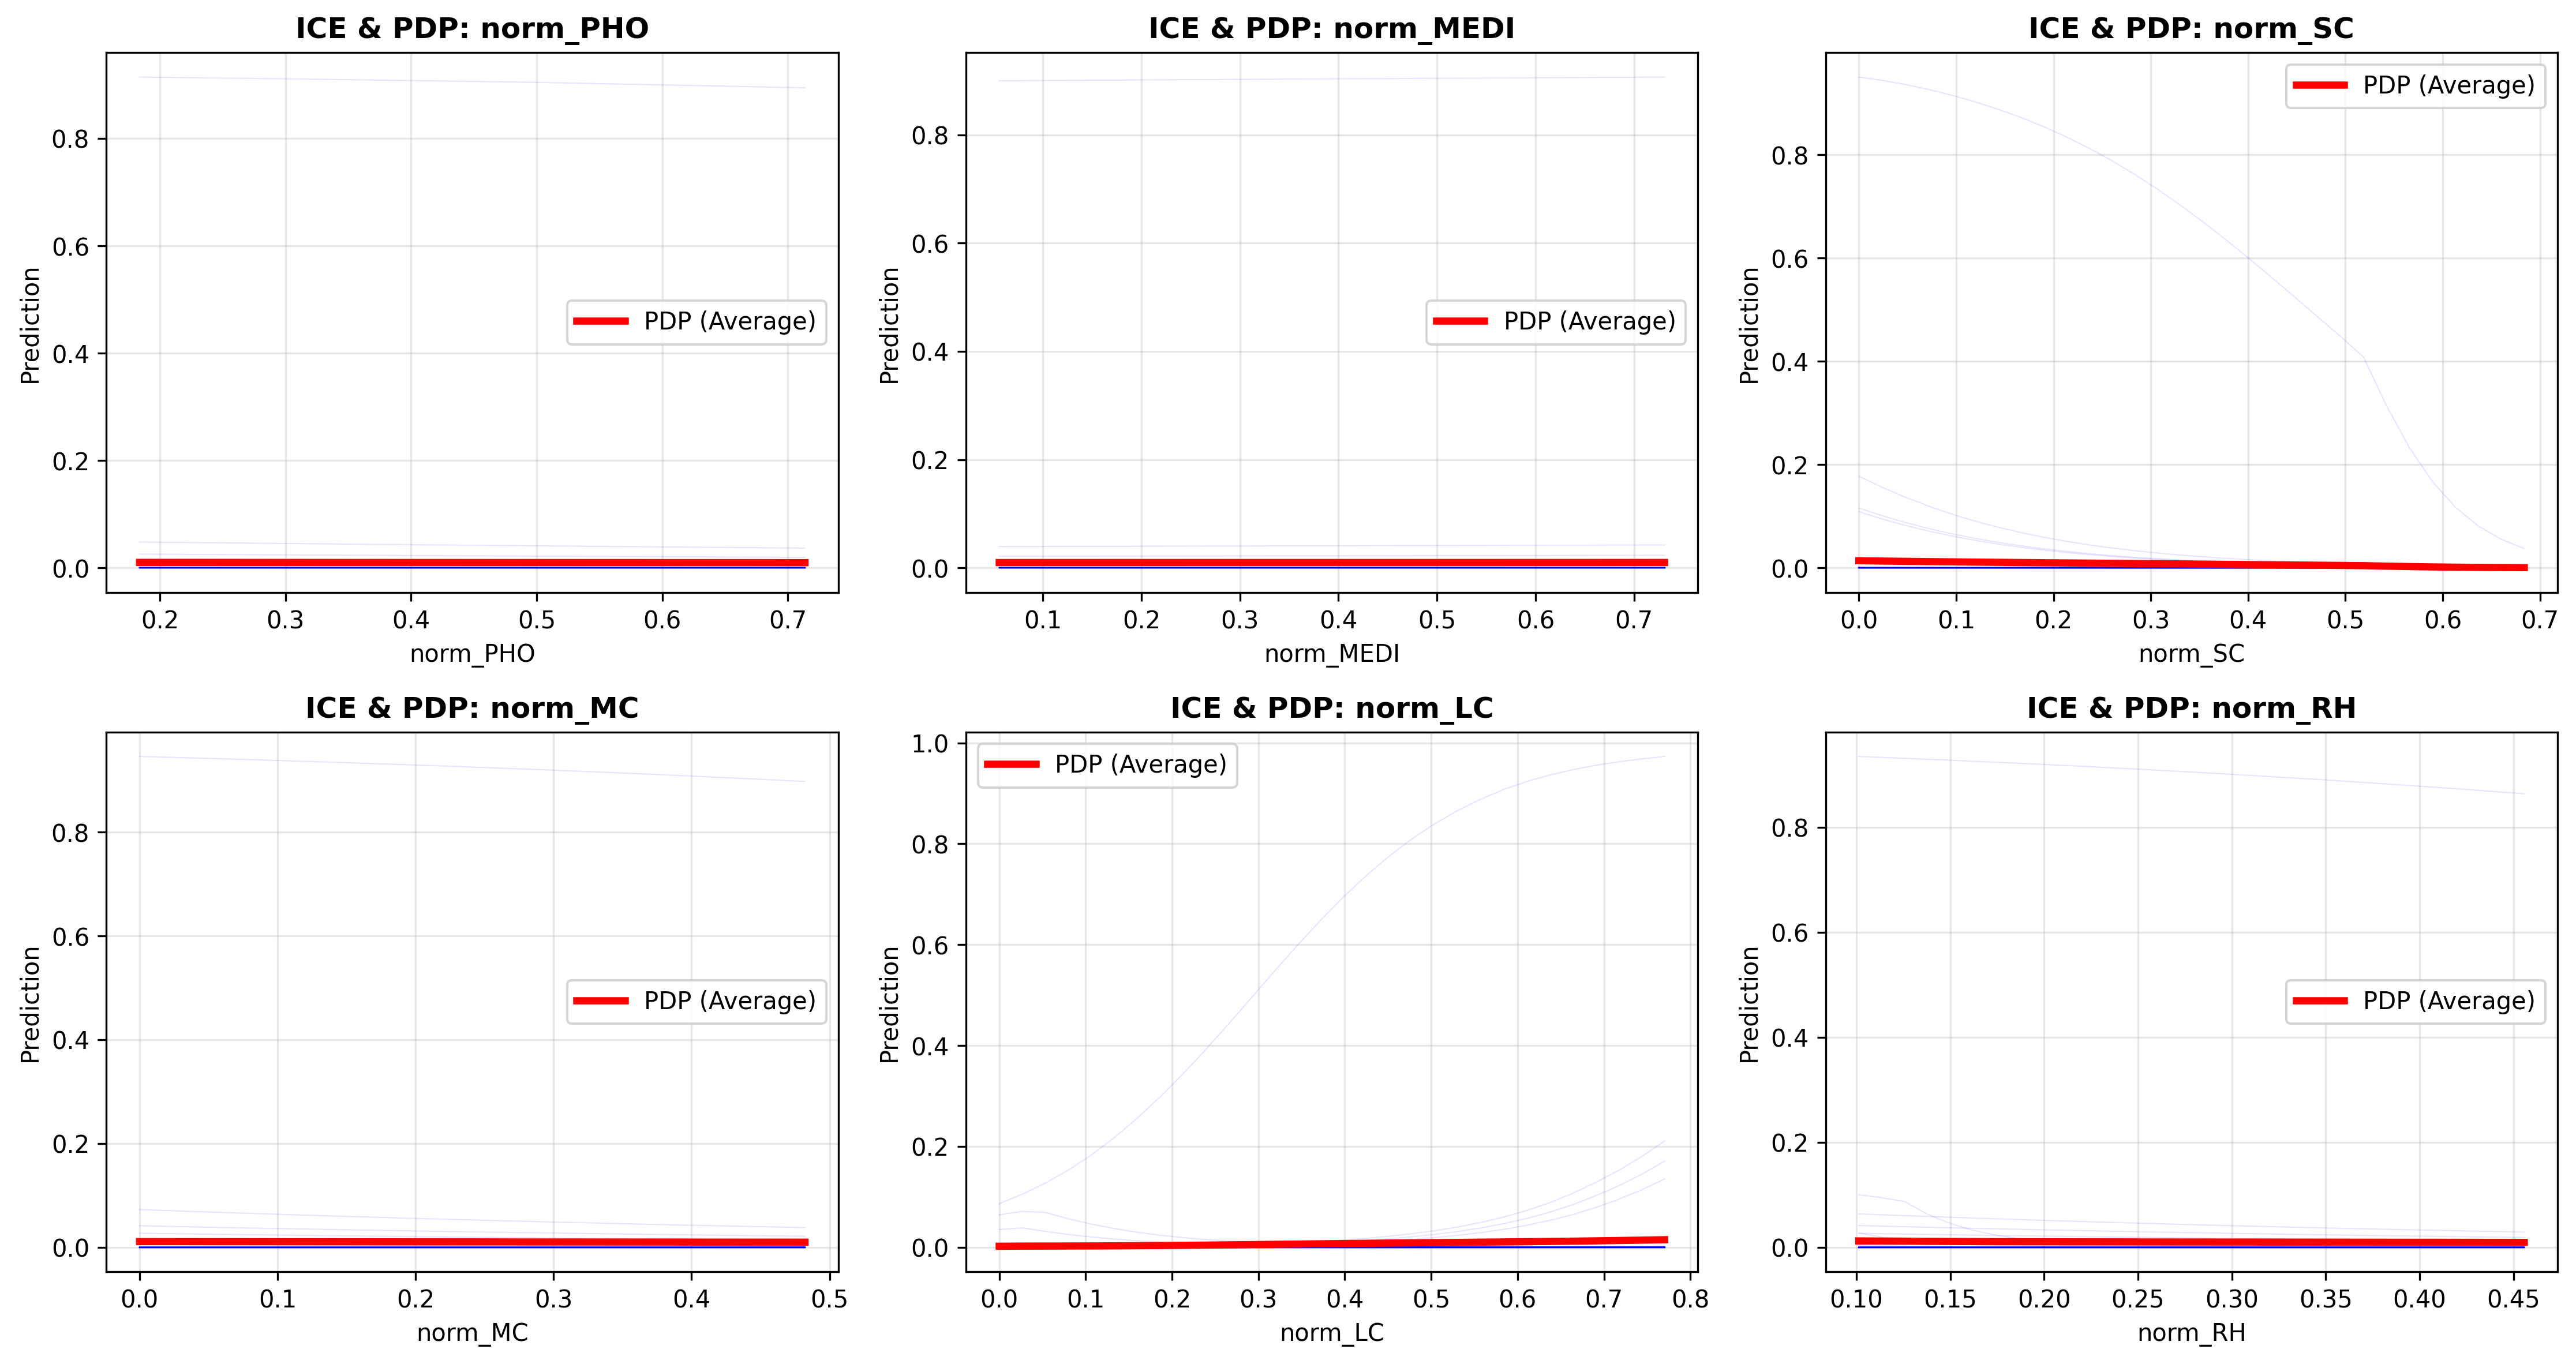 ICE & PDP: norm_PHO
Prediction
0.8
0.6
0.4
0.2
0.0
PDP (Average)
0.2 0.3 0.4 0.5 0.6 0.7
norm_PHO
ICE & PDP: norm_MEDI
Prediction
0.8
0.6
0.4
0.2
0.0
PDP (Average)
0.1 0.2 0.3 0.4 0.5 0.6 0.7
norm_MEDI
ICE & PDP: norm_SC
Prediction
0.8
0.6
0.4
0.2
0.0
PDP (Average)
0.0 0.1 0.2 0.3 0.4 0.5 0.6 0.7
norm_SC
ICE & PDP: norm_MC
Prediction
0.8
0.6
0.4
0.2
0.0
PDP (Average)
0.0 0.1 0.2 0.3 0.4 0.5
norm_MC
ICE & PDP: norm_LC
Prediction
1.0
0.8
0.6
0.4
0.2
0.0
PDP (Average)
0.0 0.1 0.2 0.3 0.4 0.5 0.6 0.7 0.8
norm_LC
ICE & PDP: norm_RH
Prediction
0.8
0.6
0.4
0.2
0.0
PDP (Average)
0.10 0.15 0.20 0.25 0.30 0.35 0.40 0.45
norm_RH